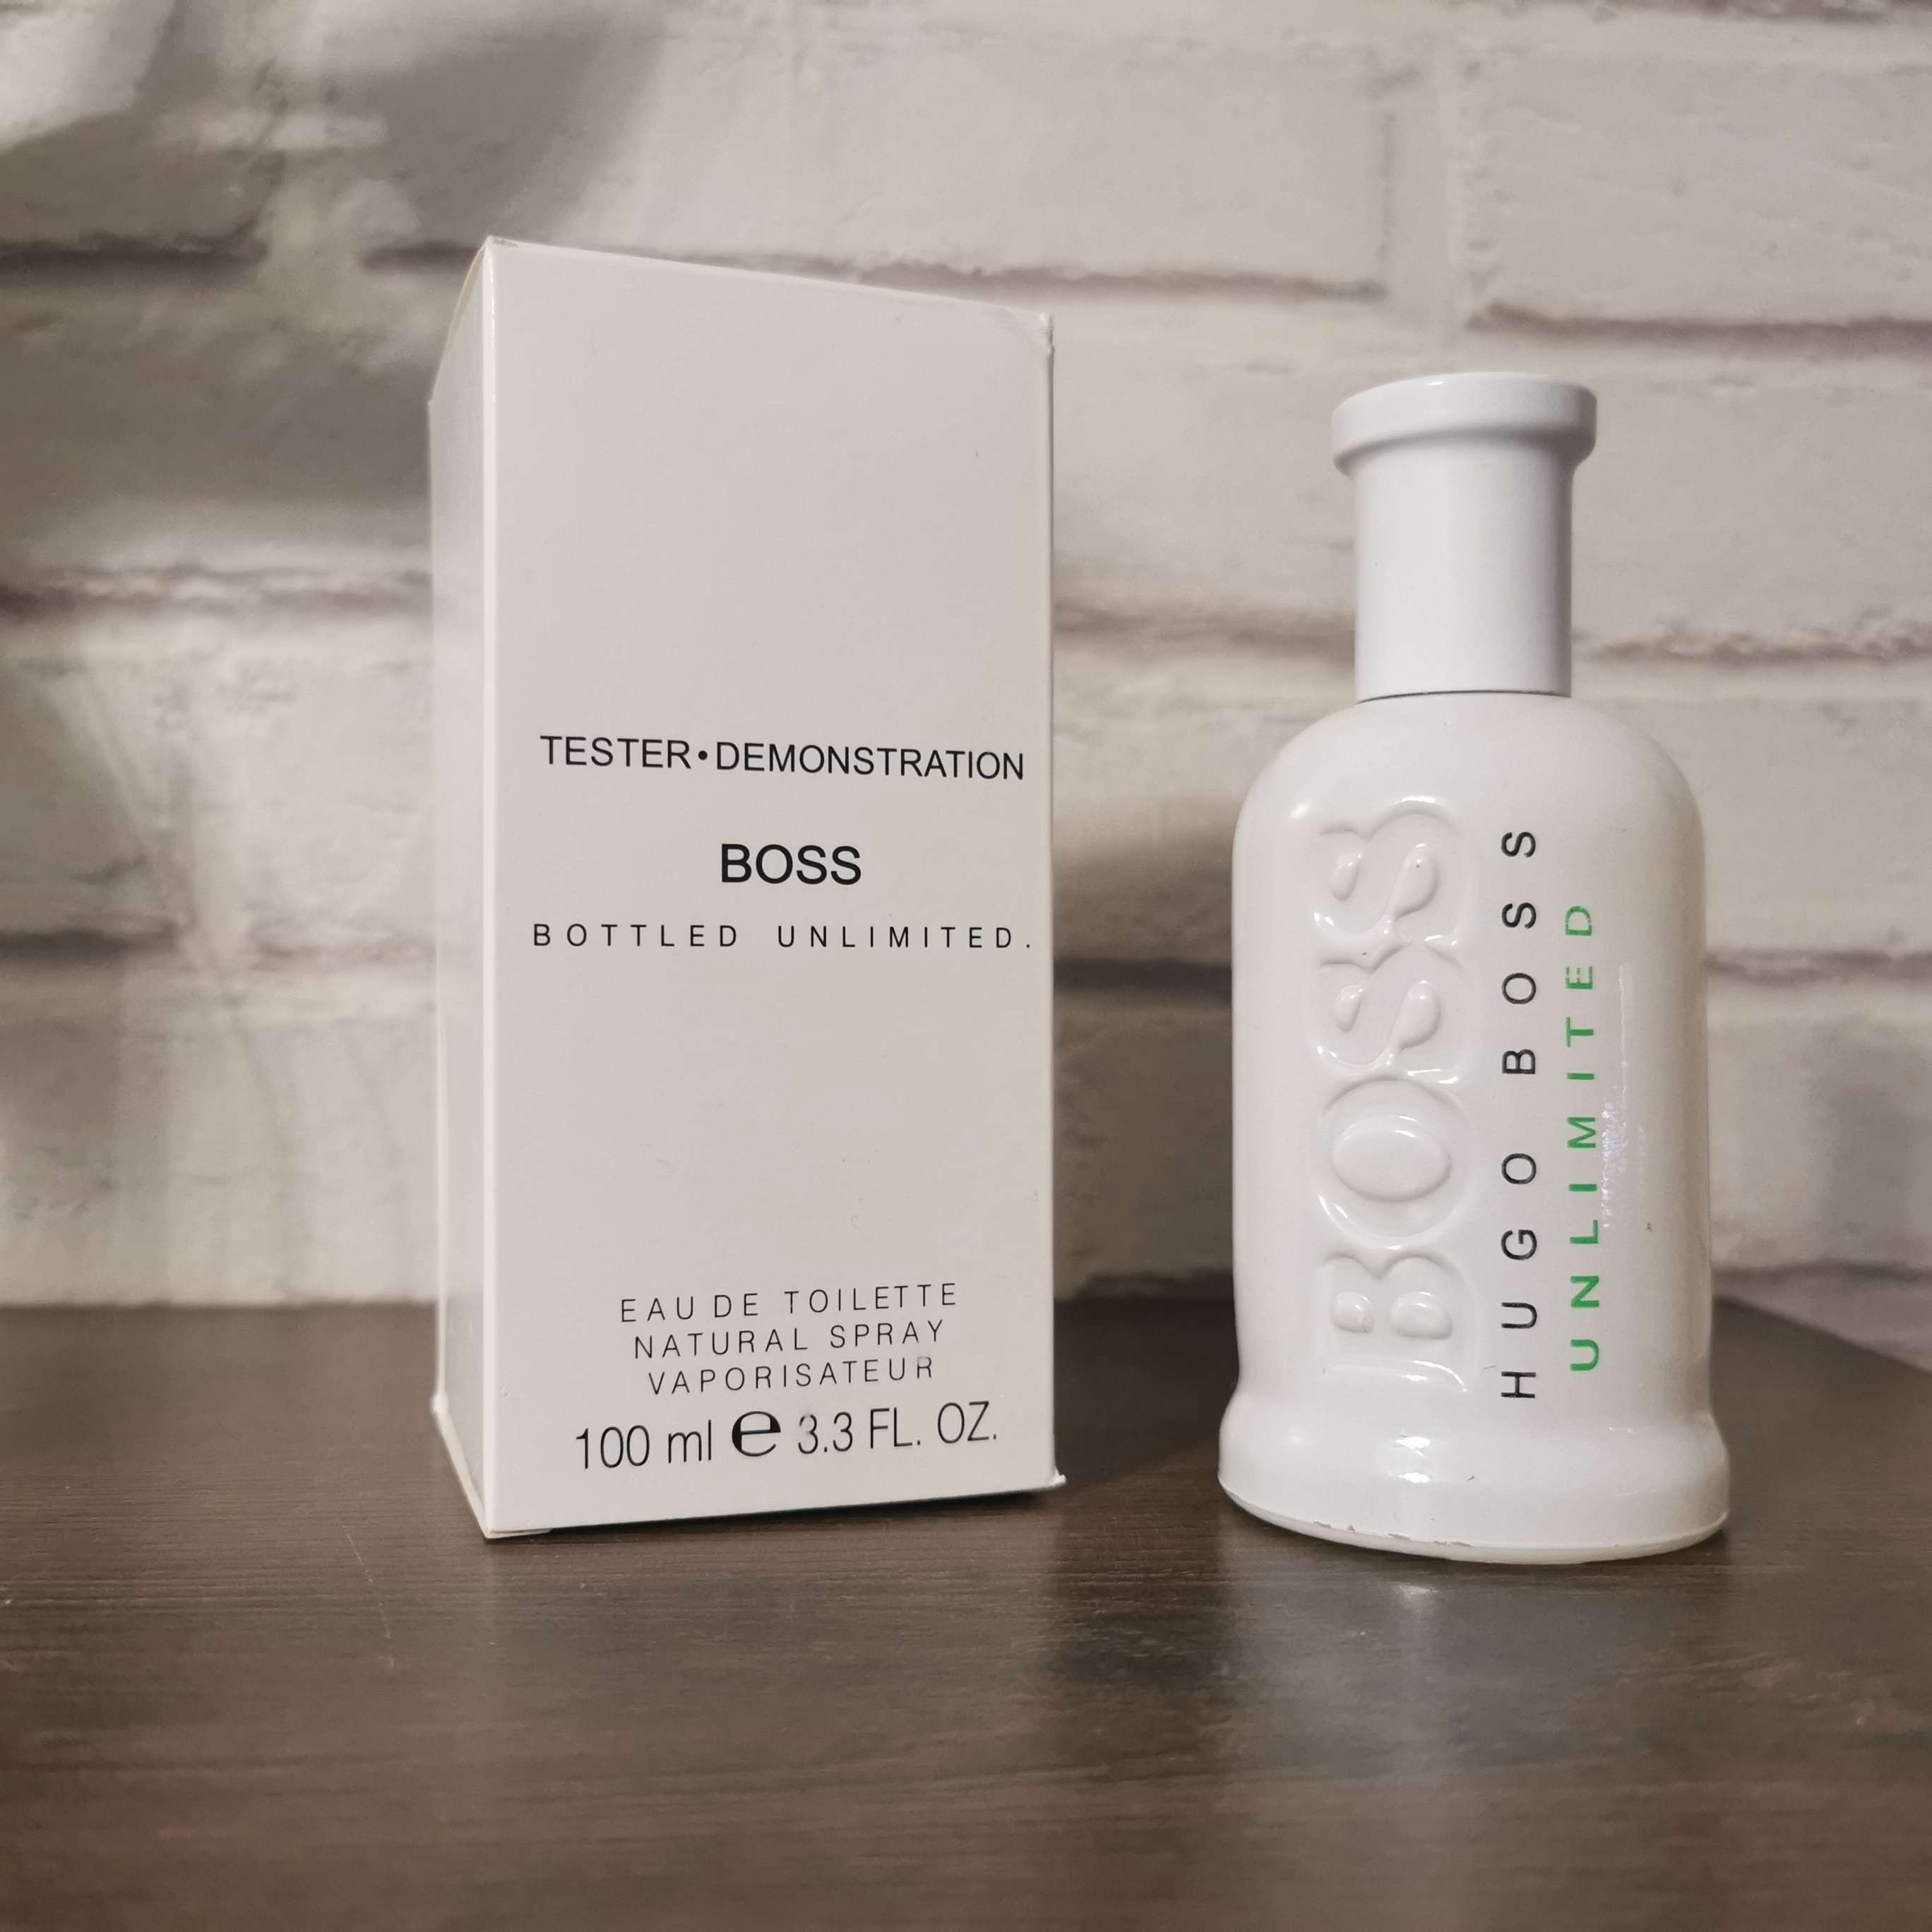 TESTER•DEMONSTRATION
BOSS
BOTTLED UNLIMITED.
EAU DE TOILETTE
NATURAL SPRAY
VAPORISATEUR
100 ml ℮ 3.3 FL. OZ.
BOSS
HUGO BOSS
UNLIMITED